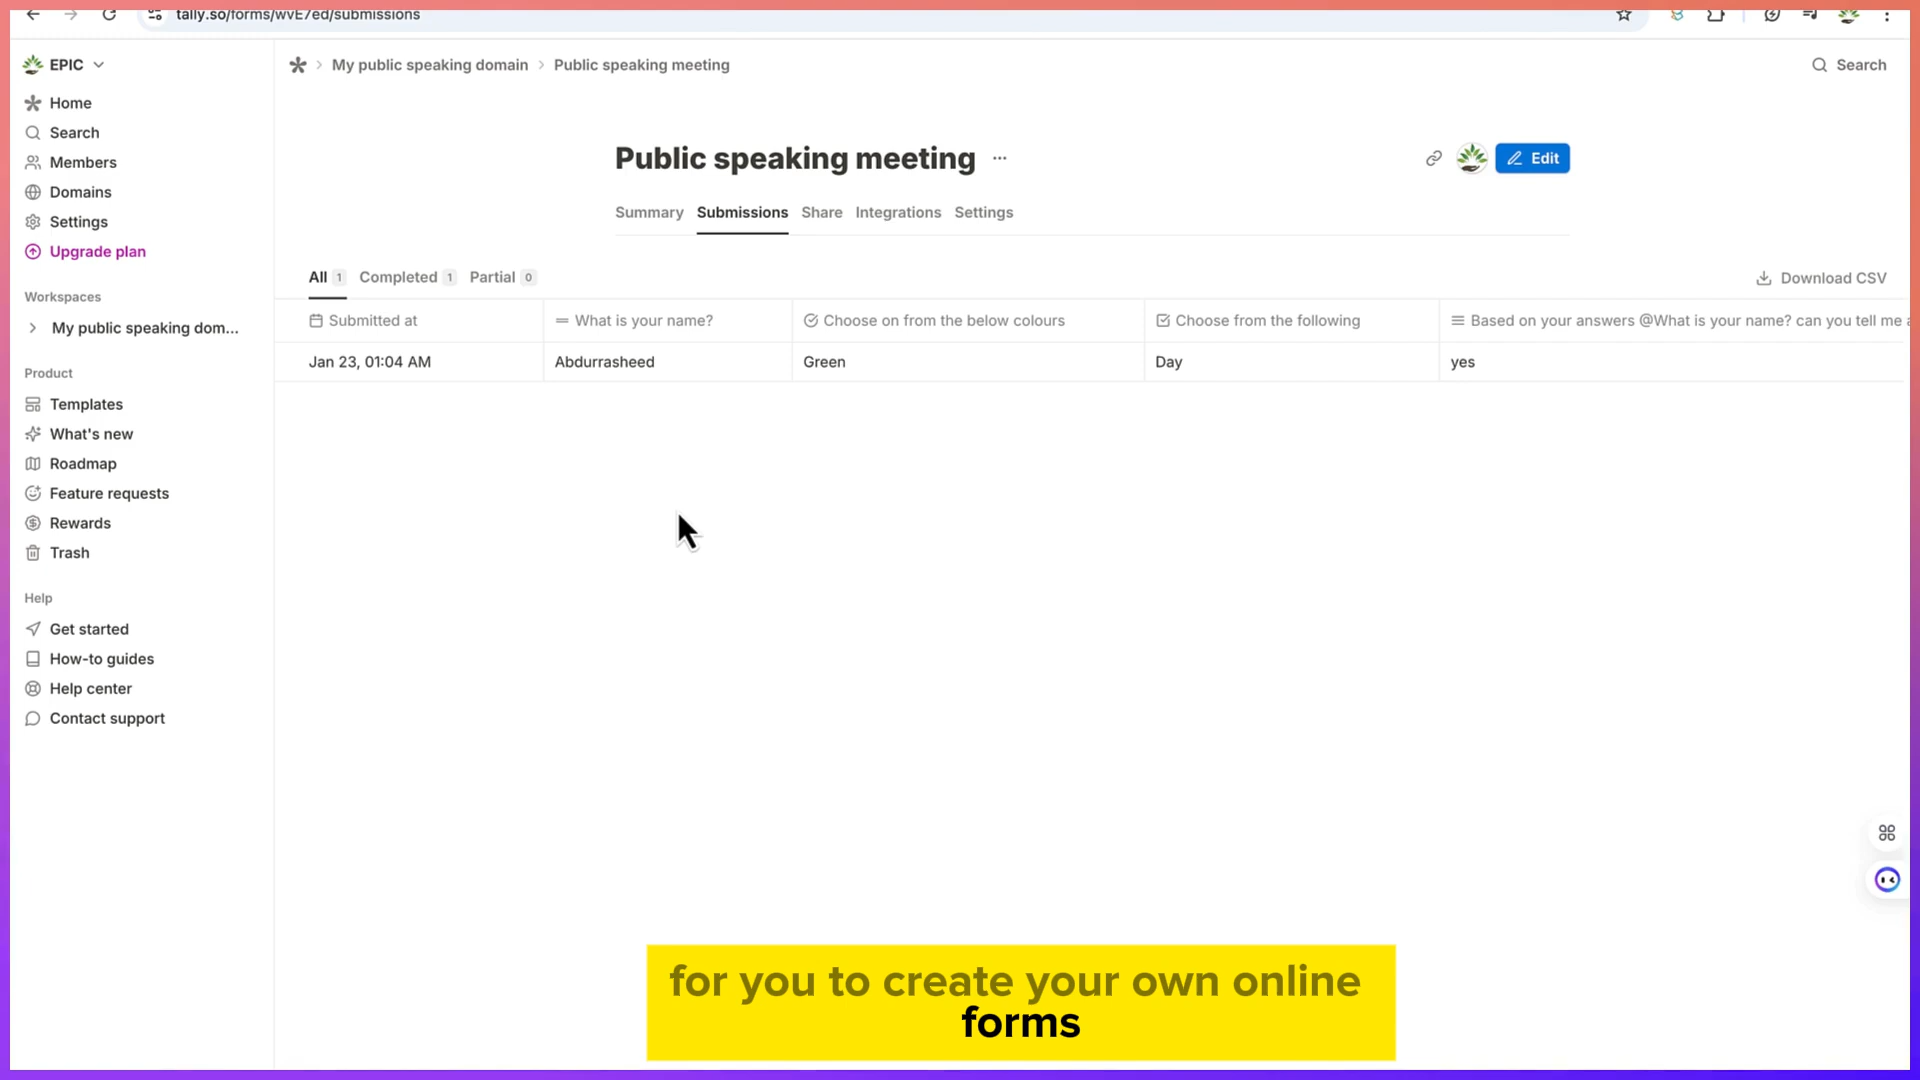 tally.so/forms/wvE7ed/submissions
EPIC
My public speaking domain
Public speaking meeting
Search
Home
Search
Members
Domains
Settings
Upgrade plan
Workspaces
My public speaking dom...
Product
Templates
What's new
Roadmap
Feature requests
Rewards
Trash
Help
Get started
How-to guides
Help center
Contact support
Public speaking meeting ...
Edit
Summary Submissions Share Integrations Settings
All 1 Completed 1 Partial 0
Download CSV
Submitted at What is your name? Choose on from the below colours Choose from the following Based on your answers @What is your name? can you tell me
Jan 23, 01:04 AM Abdurrasheed Green Day yes
for you to create your own online
forms